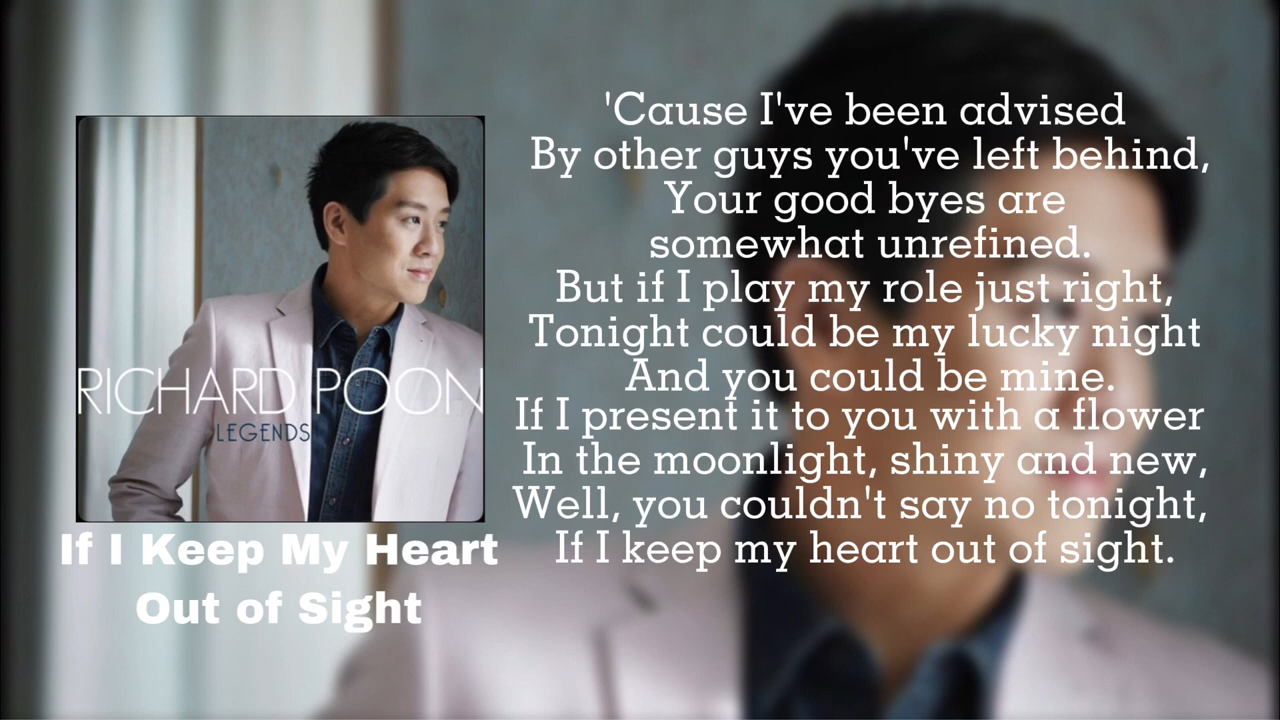 RICHARD POON
LEGENDS
If I Keep My Heart
Out of Sight
'Cause I've been advised
By other guys you've left behind,
Your good byes are
somewhat unrefined.
But if I play my role just right,
Tonight could be my lucky night
And you could be mine.
If I present it to you with a flower
In the moonlight, shiny and new,
Well, you couldn't say no tonight,
If I keep my heart out of sight.